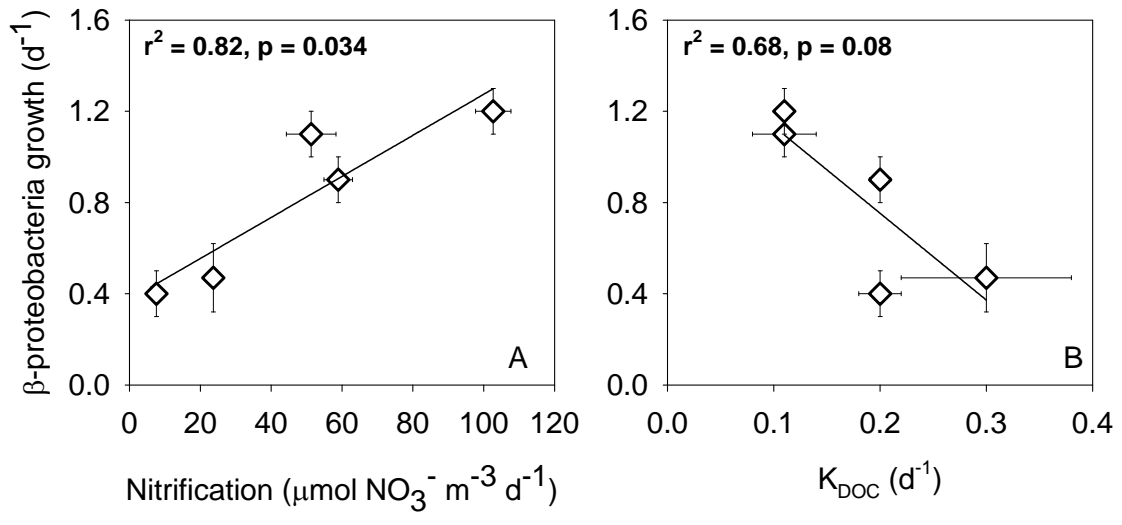 β-proteobacteria growth (d⁻¹)
1.6
1.2
0.8
0.4
0.0
r² = 0.82, p = 0.034
A
0 20 40 60 80 100 120
Nitrification (μmol NO₃⁻ m⁻³ d⁻¹)
1.6
1.2
0.8
0.4
0.0
r² = 0.68, p = 0.08
B
0.0 0.1 0.2 0.3 0.4
K_DOC (d⁻¹)